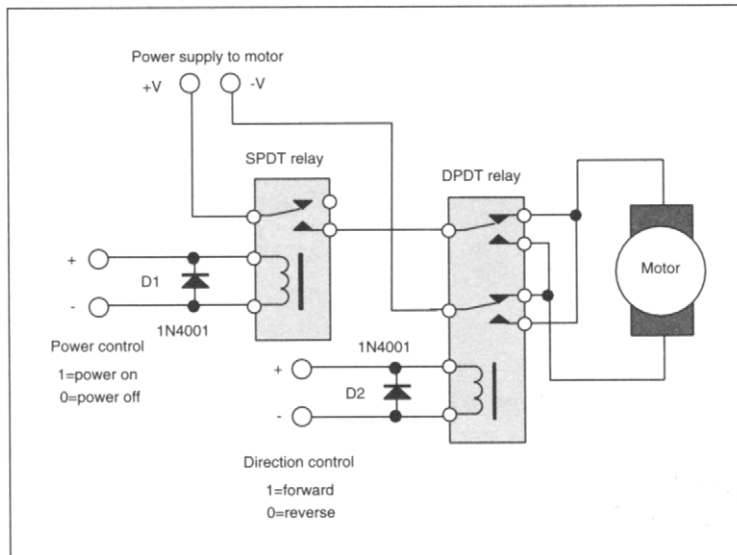 Power supply to motor
+V
-V
SPDT relay
DPDT relay
+
D1
-
1N4001
Motor
Power control
1=power on
0=power off
1N4001
+
D2
-
Direction control
1=forward
0=reverse